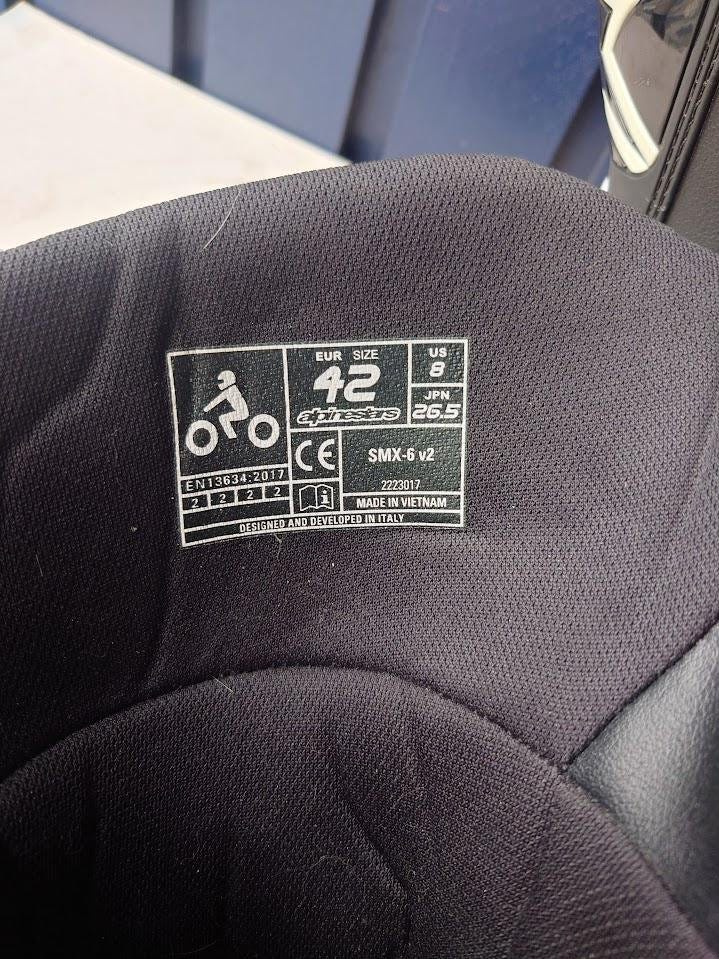 EUR SIZE
42
alpinestars
US
8
JPN
26.5
EN13634:2017
2 2 2 2
CE
i
SMX-6 v2
2223017
MADE IN VIETNAM
DESIGNED AND DEVELOPED IN ITALY